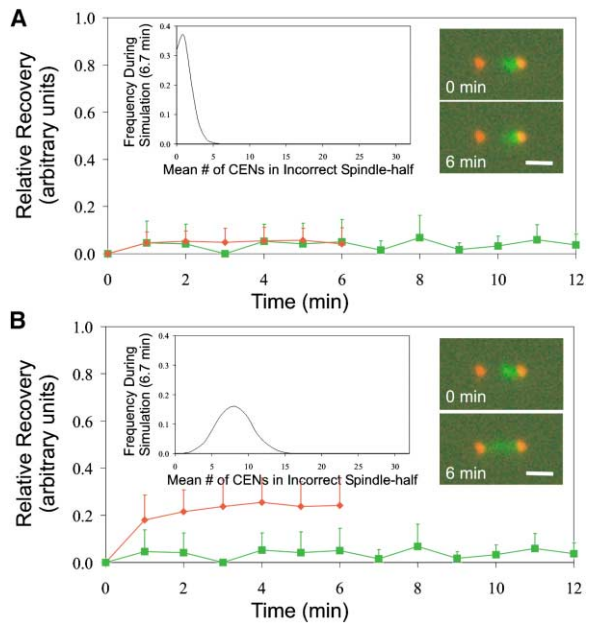 A
1.0
0.8
0.6
0.4
0.2
0.0
Relative Recovery
(arbitrary units)
0 2 4 6 8 10 12
Time (min)
0.4
0.3
0.2
0.1
0.0
Frequency During
Simulation (6.7 min)
0 5 10 15 20 25 30
Mean # of CENs in Incorrect Spindle-half
0 min
6 min
B
1.0
0.8
0.6
0.4
0.2
0.0
Relative Recovery
(arbitrary units)
0 2 4 6 8 10 12
Time (min)
0.4
0.3
0.2
0.1
0.0
Frequency During
Simulation (6.7 min)
0 5 10 15 20 25 30
Mean # of CENs in Incorrect Spindle-half
0 min
6 min